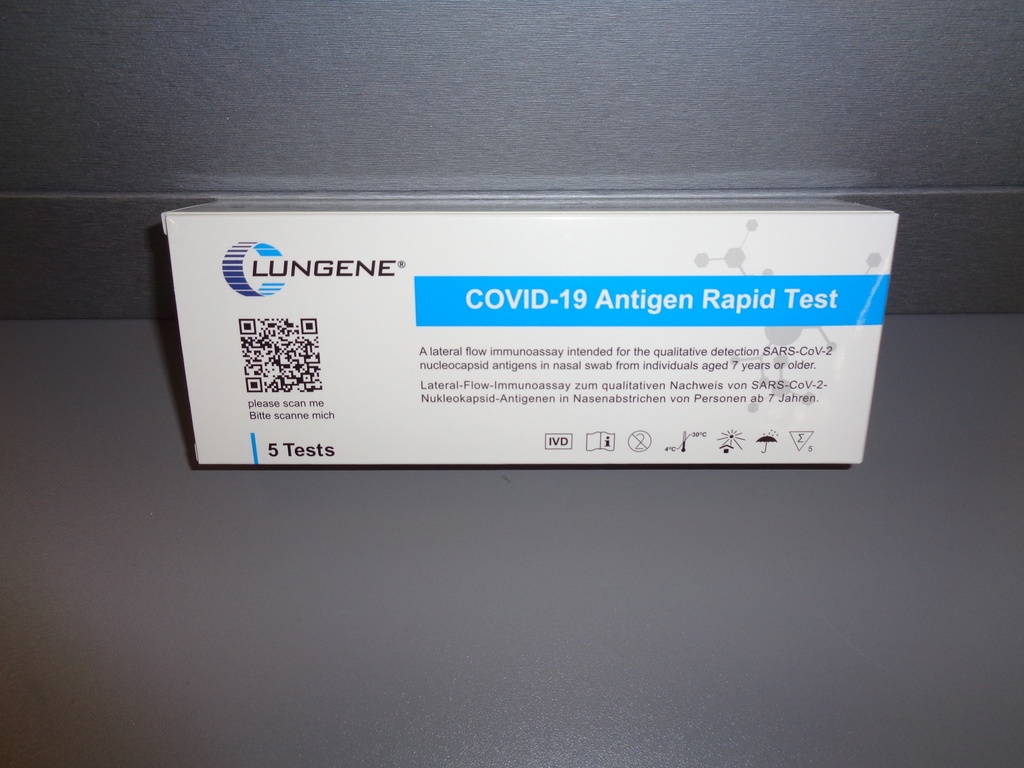 LUNGENE®
COVID-19 Antigen Rapid Test
A lateral flow immunoassay intended for the qualitative detection SARS-CoV-2
nucleocapsid antigens in nasal swab from individuals aged 7 years or older.
Lateral-Flow-Immunoassay zum qualitativen Nachweis von SARS-CoV-2-
Nukleokapsid-Antigenen in Nasenabstrichen von Personen ab 7 Jahren.
please scan me
Bitte scanne mich
5 Tests
IVD
i
2
4°C
30°C
Σ
5